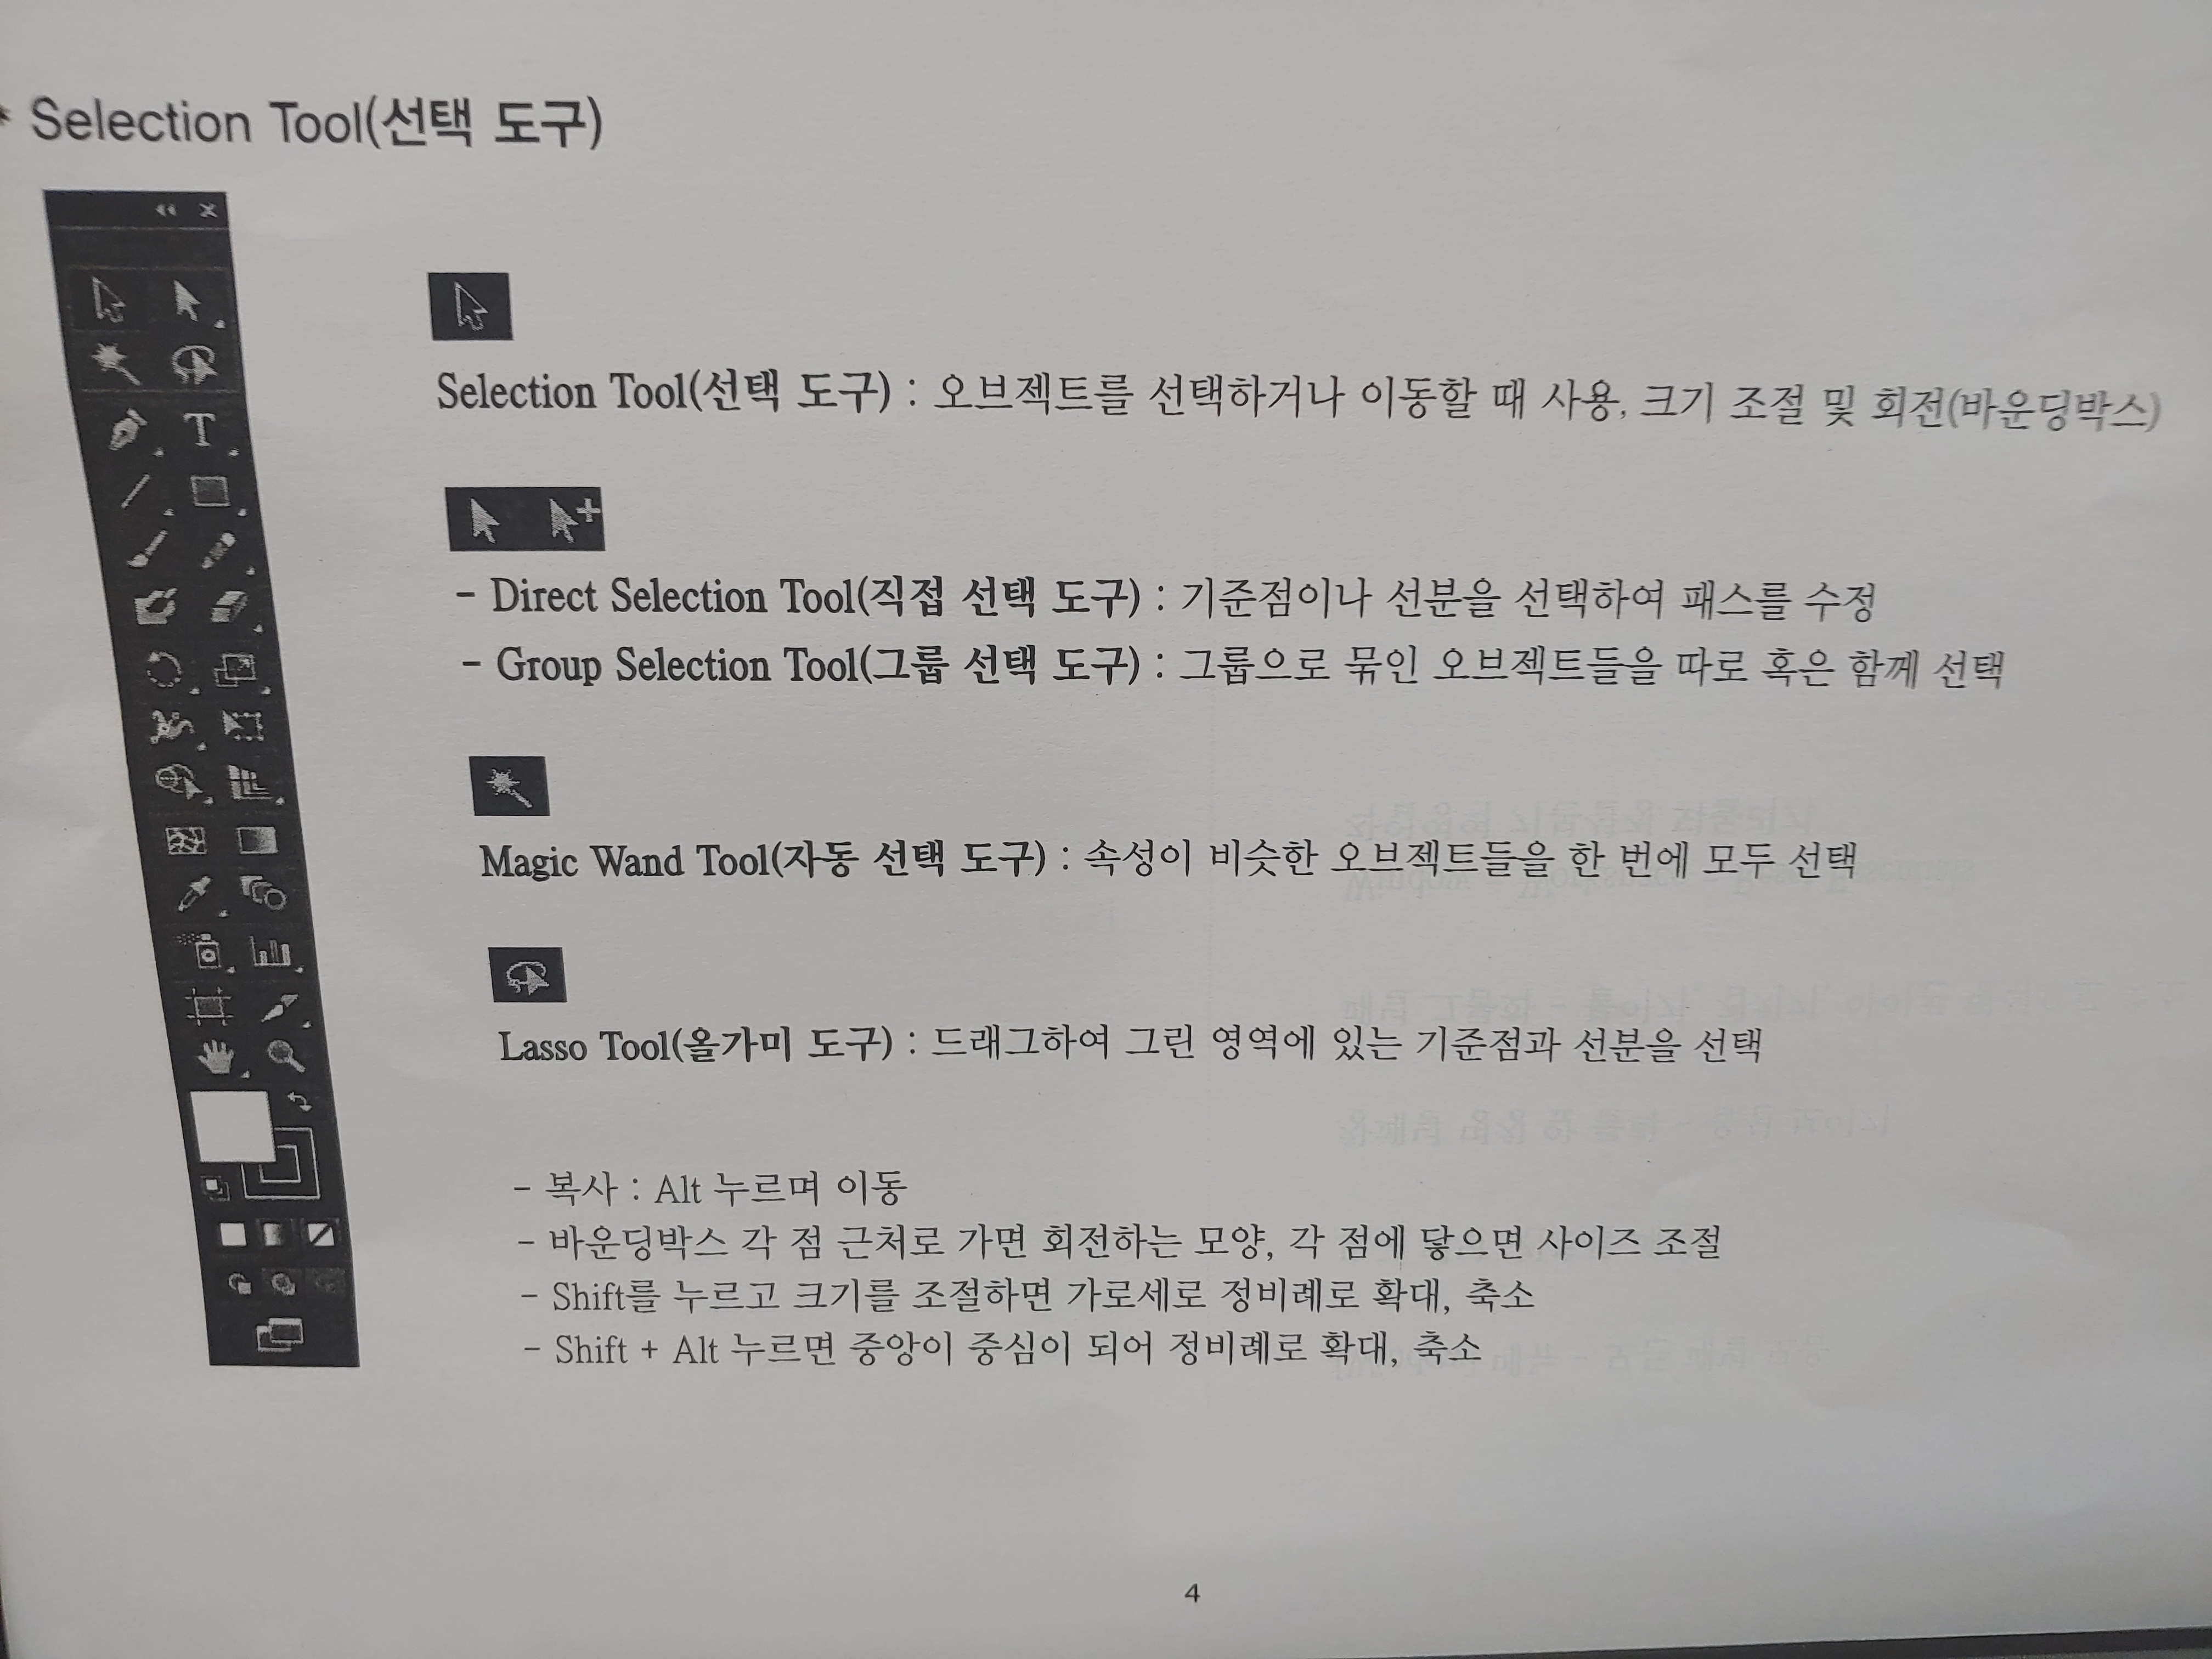 * Selection Tool(선택 도구)
Selection Tool(선택 도구) : 오브젝트를 선택하거나 이동할 때 사용, 크기 조절 및 회전(바운딩박스)
- Direct Selection Tool(직접 선택 도구) : 기준점이나 선분을 선택하여 패스를 수정
- Group Selection Tool(그룹 선택 도구) : 그룹으로 묶인 오브젝트들을 따로 혹은 함께 선택
Magic Wand Tool(자동 선택 도구) : 속성이 비슷한 오브젝트들을 한 번에 모두 선택
Lasso Tool(올가미 도구) : 드래그하여 그린 영역에 있는 기준점과 선분을 선택
- 복사 : Alt 누르며 이동
- 바운딩박스 각 점 근처로 가면 회전하는 모양, 각 점에 닿으면 사이즈 조절
- Shift를 누르고 크기를 조절하면 가로세로 정비례로 확대, 축소
- Shift + Alt 누르면 중앙이 중심이 되어 정비례로 확대, 축소
4